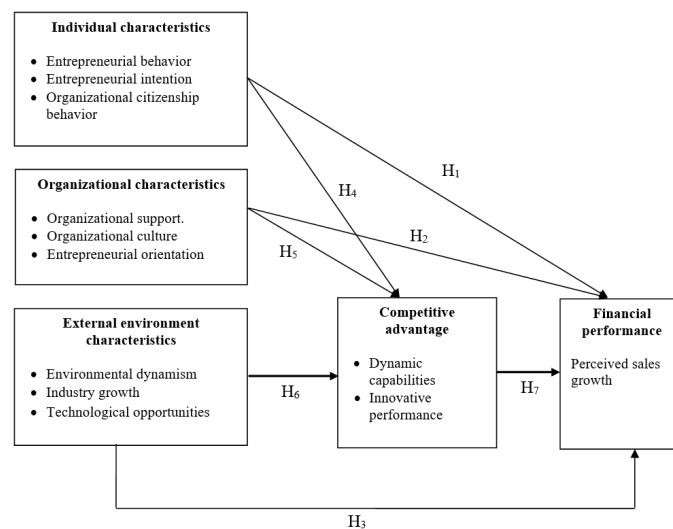 Individual characteristics
• Entrepreneurial behavior
• Entrepreneurial intention
• Organizational citizenship
behavior
H1
Organizational characteristics
• Organizational support.
• Organizational culture
• Entrepreneurial orientation
H4
H2
H5
External environment
characteristics
• Environmental dynamism
• Industry growth
• Technological opportunities
H6
Competitive
advantage
• Dynamic
capabilities
• Innovative
performance
H7
Financial
performance
Perceived sales
growth
H3